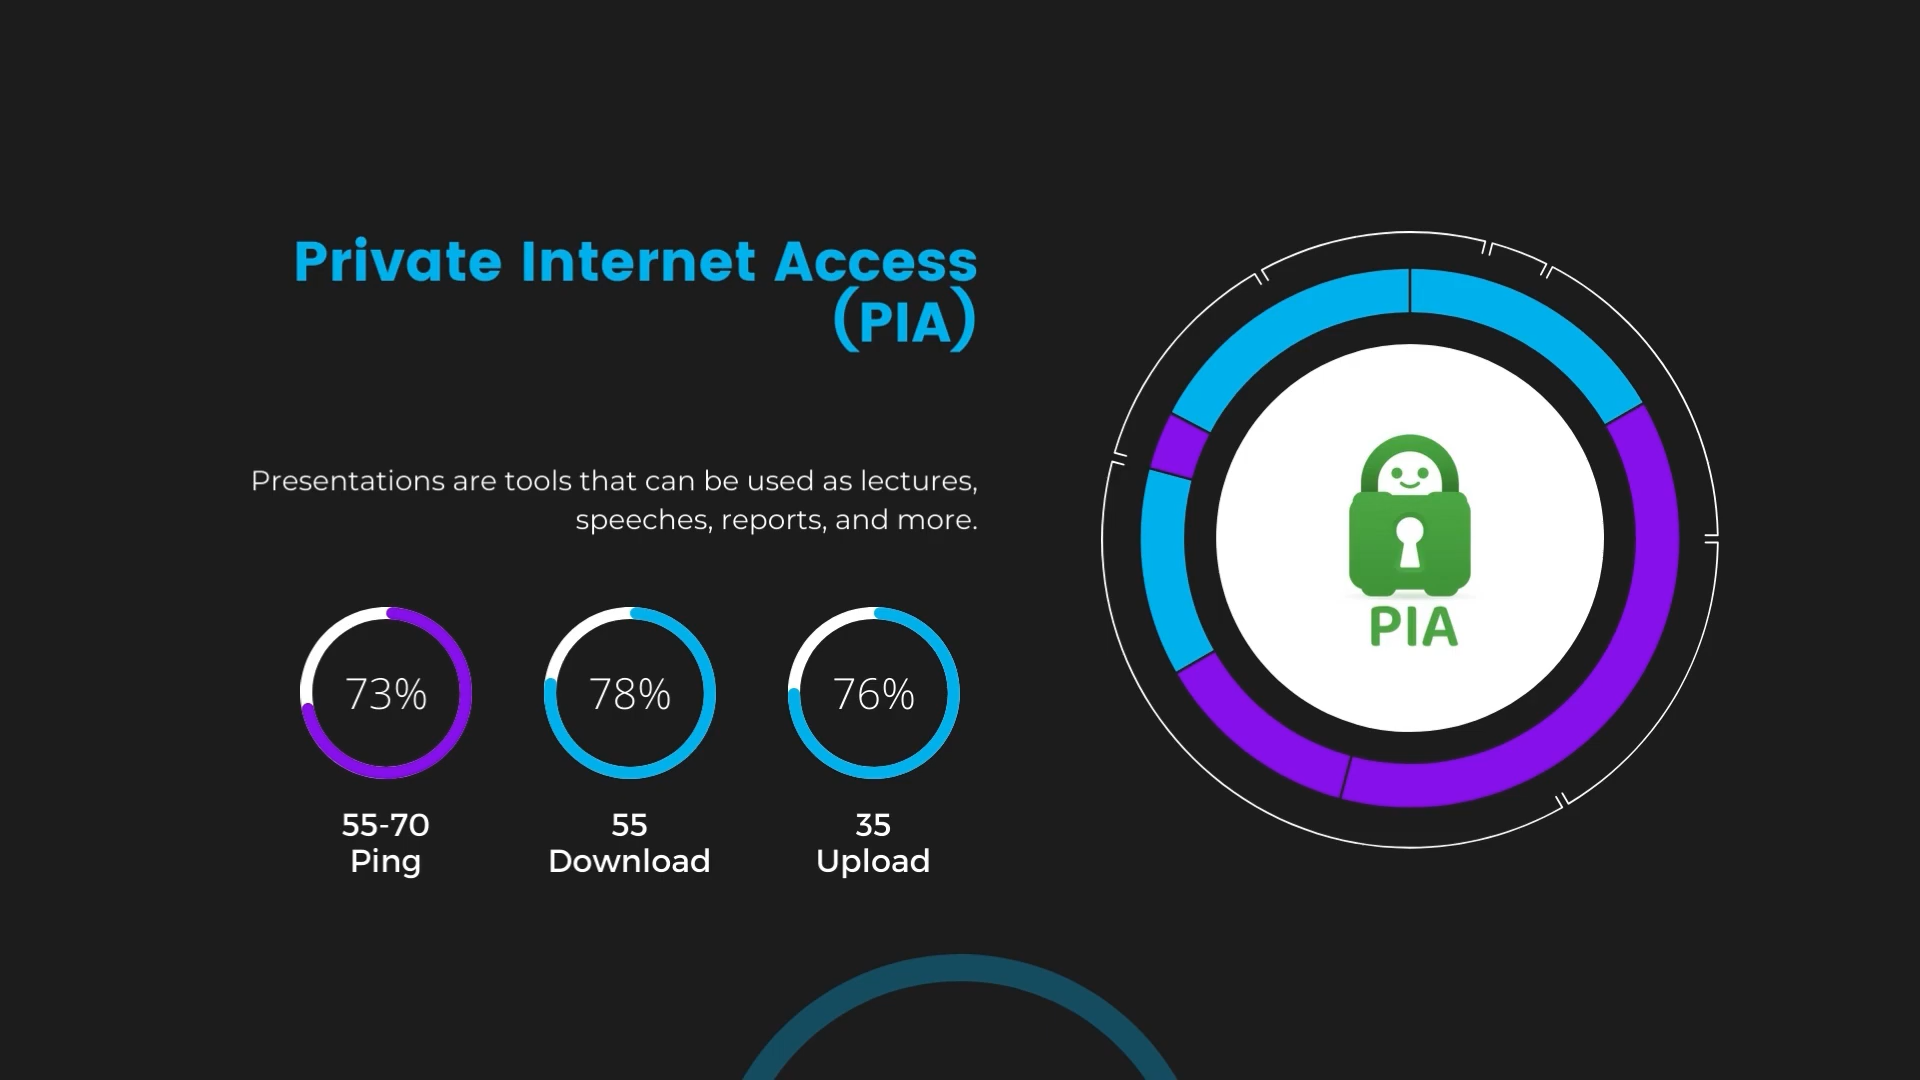 Private Internet Access
(PIA)
Presentations are tools that can be used as lectures,
speeches, reports, and more.
73%
78%
76%
55-70
Ping
55
Download
35
Upload
PIA